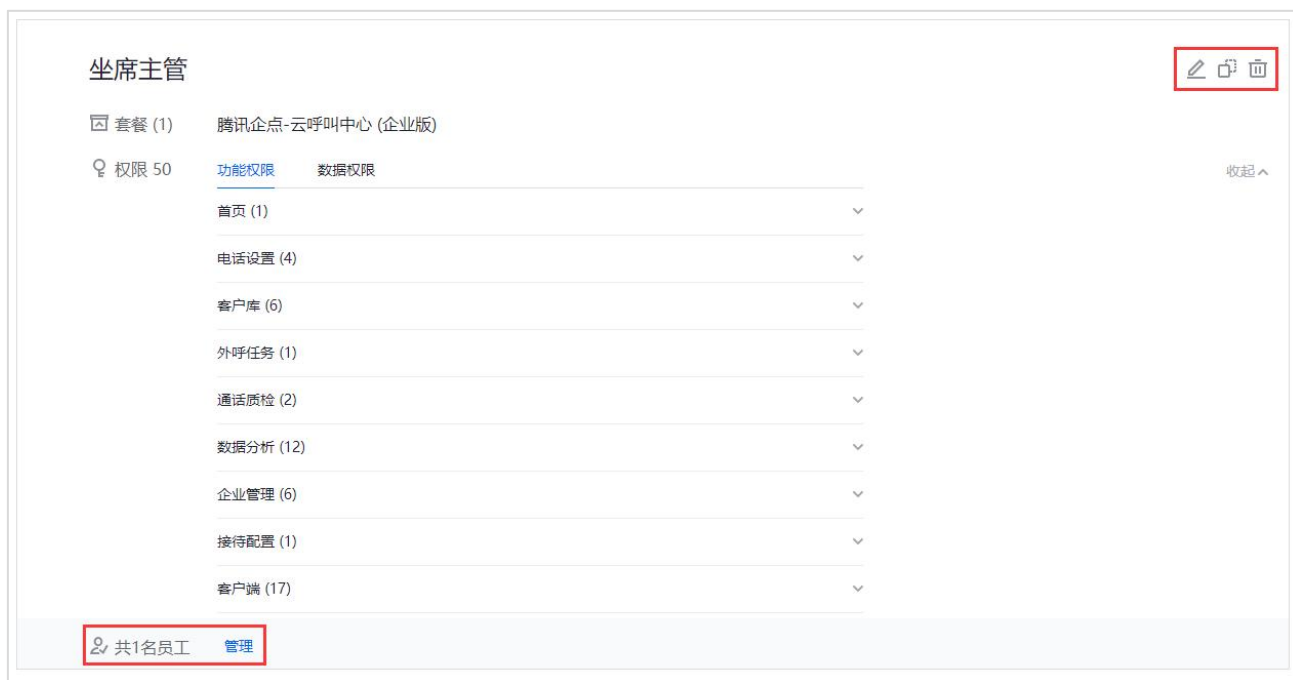 坐席主管
套餐 (1) 腾讯企点-云呼叫中心 (企业版)
权限 50 功能权限 数据权限 收起
首页 (1)
电话设置 (4)
客户库 (6)
外呼任务 (1)
通话质检 (2)
数据分析 (12)
企业管理 (6)
接待配置 (1)
客户端 (17)
共1名员工 管理